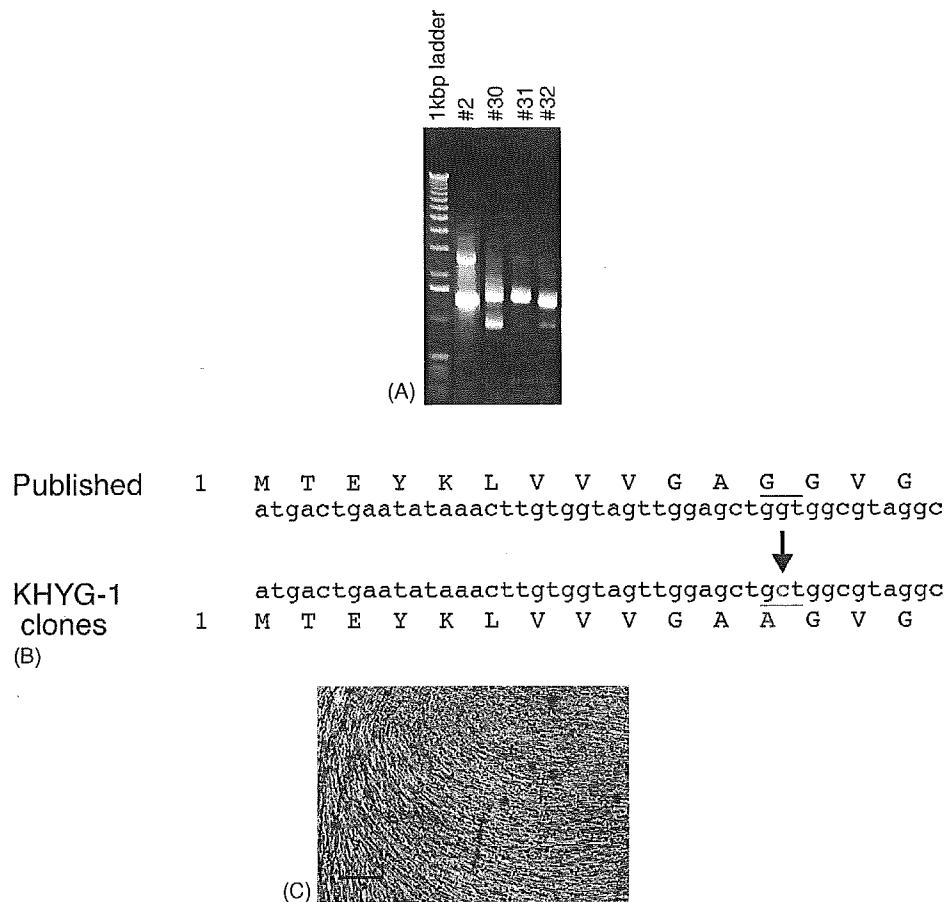 1kbp ladder
#2
#30
#31
#32
(A)
Published 1 M T E Y K L V V V G A G G V G
atgactgaatataaacttgtggtagttggagctggtggcgtaggc
KHYG-1 atgactgaatataaacttgtggtagttggagctgctggcgtaggc
clones 1 M T E Y K L V V V G A A G V G
(B)
(C)